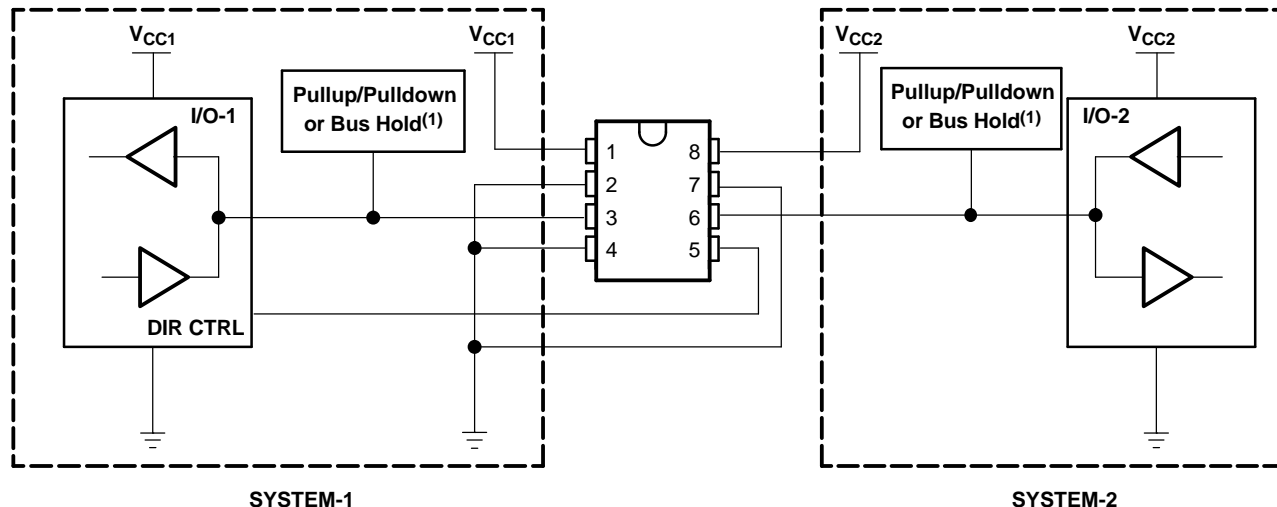 VCC1
VCC1
VCC2
VCC2
Pullup/Pulldown
or Bus Hold(1)
Pullup/Pulldown
or Bus Hold(1)
I/O-1
I/O-2
1
8
2
7
3
6
4
5
DIR CTRL
SYSTEM-1
SYSTEM-2